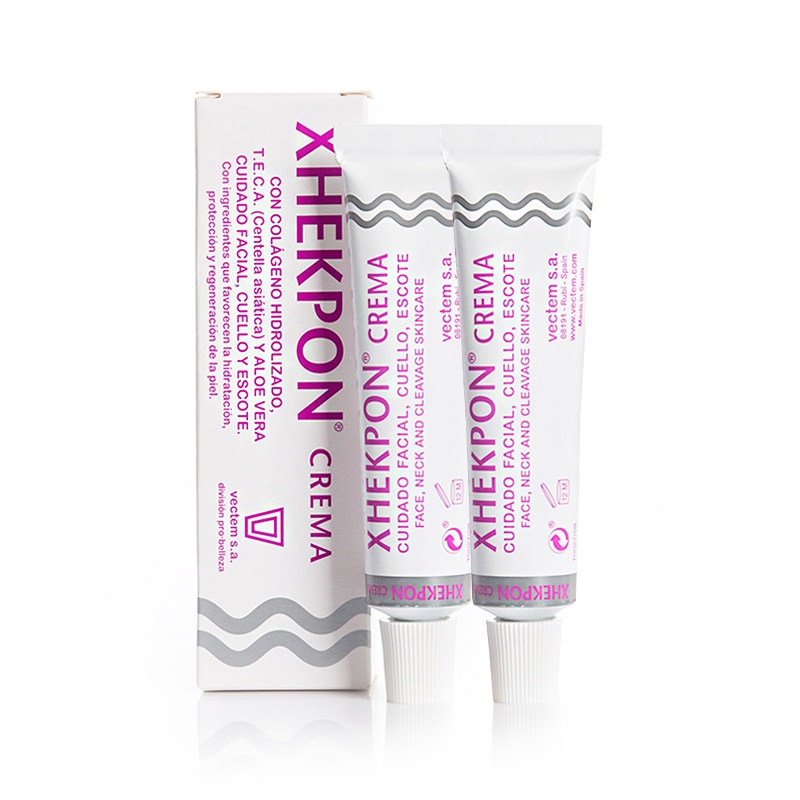 XHEKPON® CREMA
CON COLÁGENO HIDROLIZADO,
T.E.C.A. (Centella asiática) Y ALOE VERA
CUIDADO FACIAL, CUELLO Y ESCOTE.
Con ingredientes que favorecen la hidratación,
protección y regeneración de la piel.
vectem s.a.
división pro-belleza
XHEKPON® CREMA
CUIDADO FACIAL, CUELLO, ESCOTE
FACE, NECK AND CLEAVAGE SKINCARE
12 M
XHEKPON CREMA
XHEKPON® CREMA
CUIDADO FACIAL, CUELLO, ESCOTE
FACE, NECK AND CLEAVAGE SKINCARE
vectem s.a.
08191 - Rubí - Spain
www.vectem.com
Made in Spain
12 M
XHEKPON